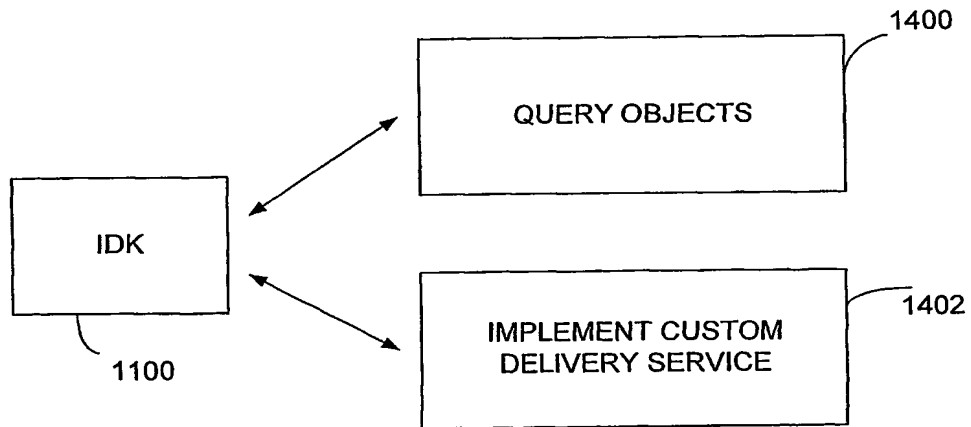 1400
QUERY OBJECTS
IDK
1100
1402
IMPLEMENT CUSTOM
DELIVERY SERVICE